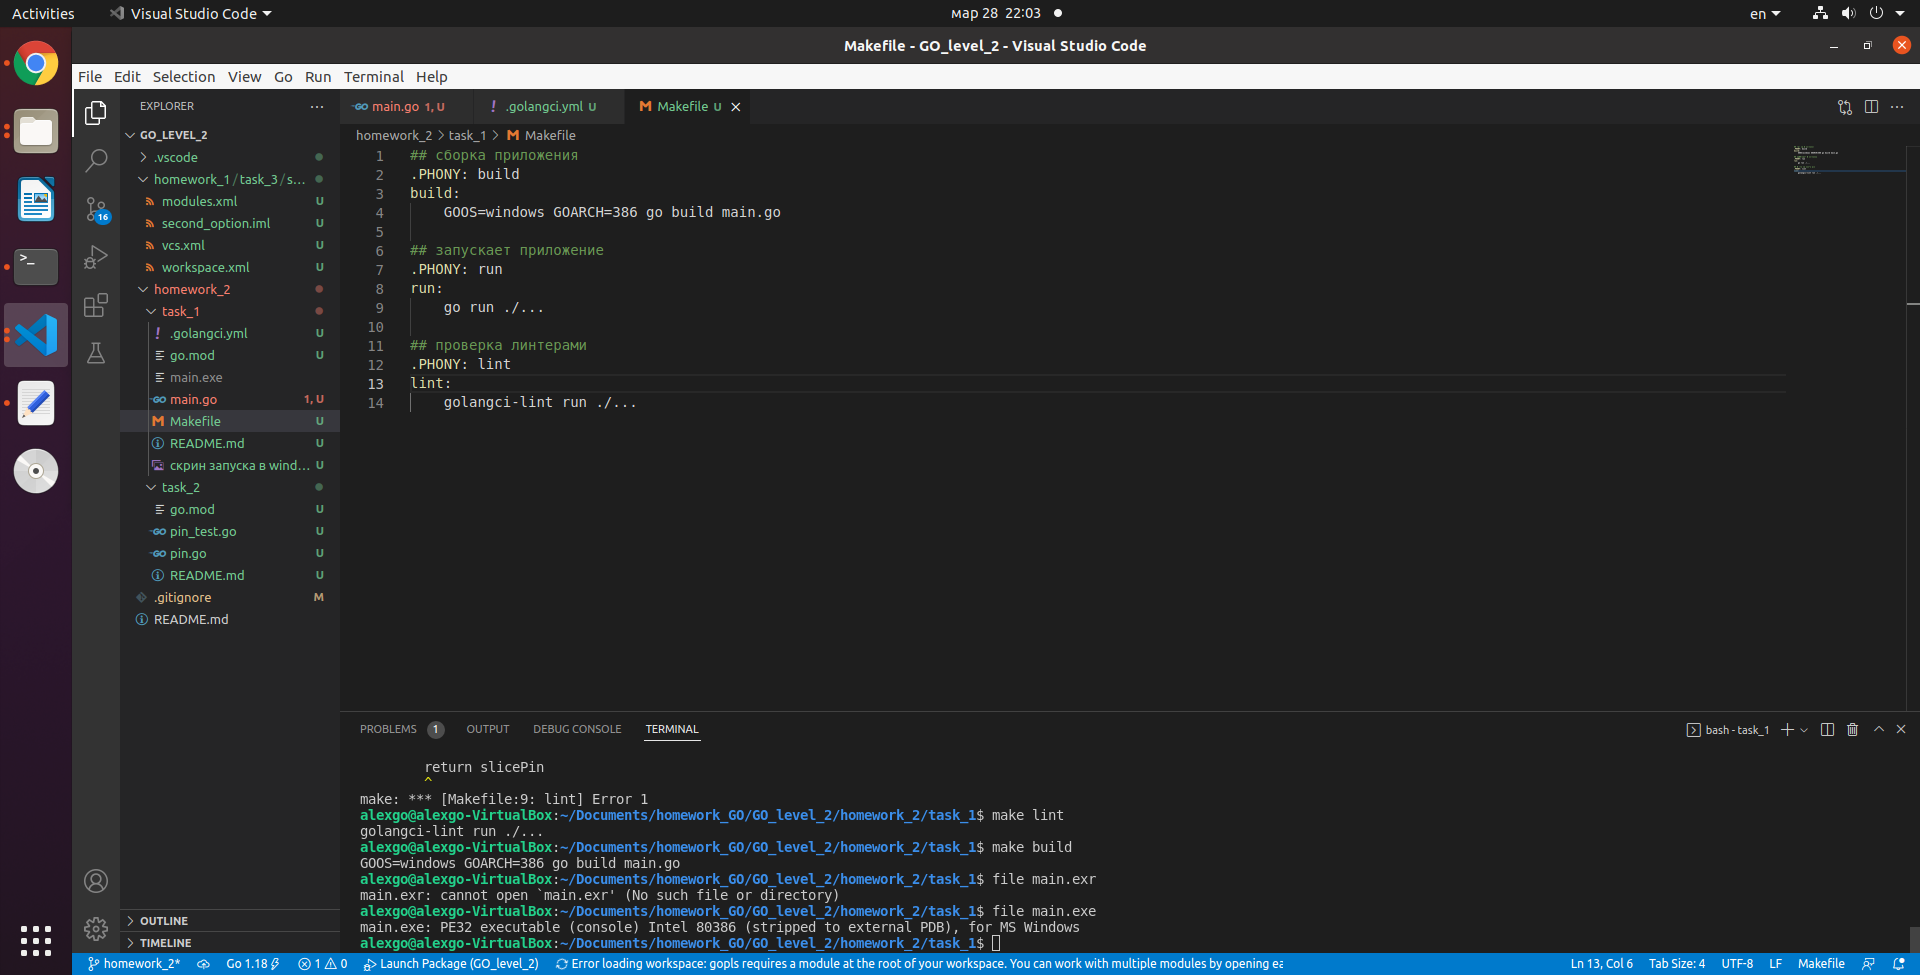 Activities
Visual Studio Code
мар 28 22:03
en
Makefile - GO_level_2 - Visual Studio Code
File Edit Selection View Go Run Terminal Help
EXPLORER
GO_LEVEL_2
.vscode
homework_1 / task_3 / s...
modules.xml U
second_option.iml U
vcs.xml U
workspace.xml U
homework_2
task_1
.golangci.yml U
go.mod U
main.exe
main.go 1, U
Makefile U
README.md U
скрин запуска в wind... U
task_2
go.mod U
pin_test.go U
pin.go U
README.md U
.gitignore M
README.md
OUTLINE
TIMELINE
main.go 1, U
.golangci.yml U
Makefile U
homework_2 > task_1 > Makefile
1 ## сборка приложения
2 .PHONY: build
3 build:
4 GOOS=windows GOARCH=386 go build main.go
5
6 ## запускает приложение
7 .PHONY: run
8 run:
9 go run ./...
10
11 ## проверка линтерами
12 .PHONY: lint
13 lint:
14 golangci-lint run ./...
PROBLEMS 1 OUTPUT DEBUG CONSOLE TERMINAL
bash - task_1
return slicePin
^
make: *** [Makefile:9: lint] Error 1
alexgo@alexgo-VirtualBox:~/Documents/homework_GO/GO_level_2/homework_2/task_1$ make lint
golangci-lint run ./...
alexgo@alexgo-VirtualBox:~/Documents/homework_GO/GO_level_2/homework_2/task_1$ make build
GOOS=windows GOARCH=386 go build main.go
alexgo@alexgo-VirtualBox:~/Documents/homework_GO/GO_level_2/homework_2/task_1$ file main.exr
main.exr: cannot open `main.exr' (No such file or directory)
alexgo@alexgo-VirtualBox:~/Documents/homework_GO/GO_level_2/homework_2/task_1$ file main.exe
main.exe: PE32 executable (console) Intel 80386 (stripped to external PDB), for MS Windows
alexgo@alexgo-VirtualBox:~/Documents/homework_GO/GO_level_2/homework_2/task_1$
16
homework_2* Go 1.18 1 0 Launch Package (GO_level_2) Error loading workspace: gopls requires a module at the root of your workspace. You can work with multiple modules by opening ea
Ln 13, Col 6 Tab Size: 4 UTF-8 LF Makefile